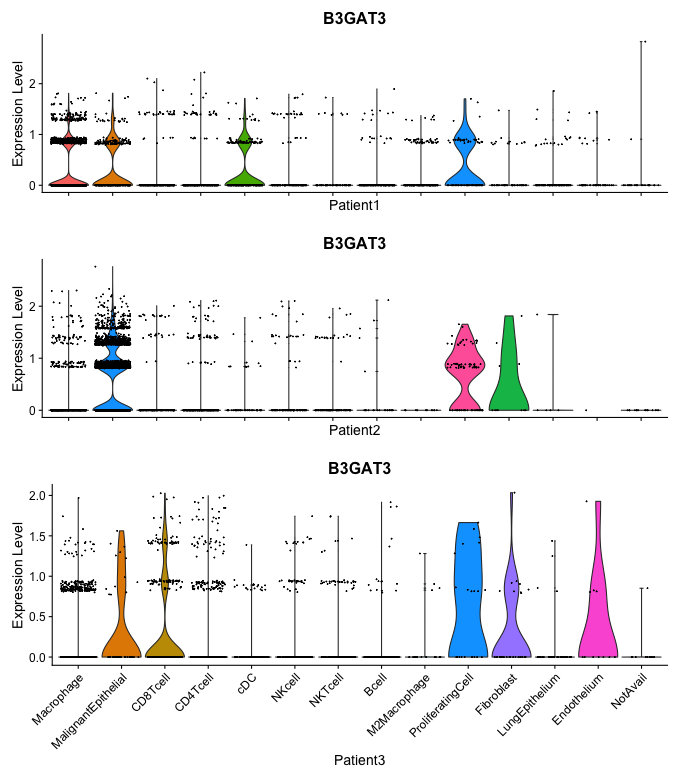 B3GAT3
Expression Level
2
1
0
Patient1
B3GAT3
Expression Level
2
1
0
Patient2
B3GAT3
Expression Level
2.0
1.5
1.0
0.5
0.0
Macrophage
MalignantEpithelial
CD8Tcell
CD4Tcell
cDC
NKcell
NKTcell
Bcell
M2Macrophage
ProliferatingCell
Fibroblast
LungEpithelium
Endothelium
NotAvail
Patient3